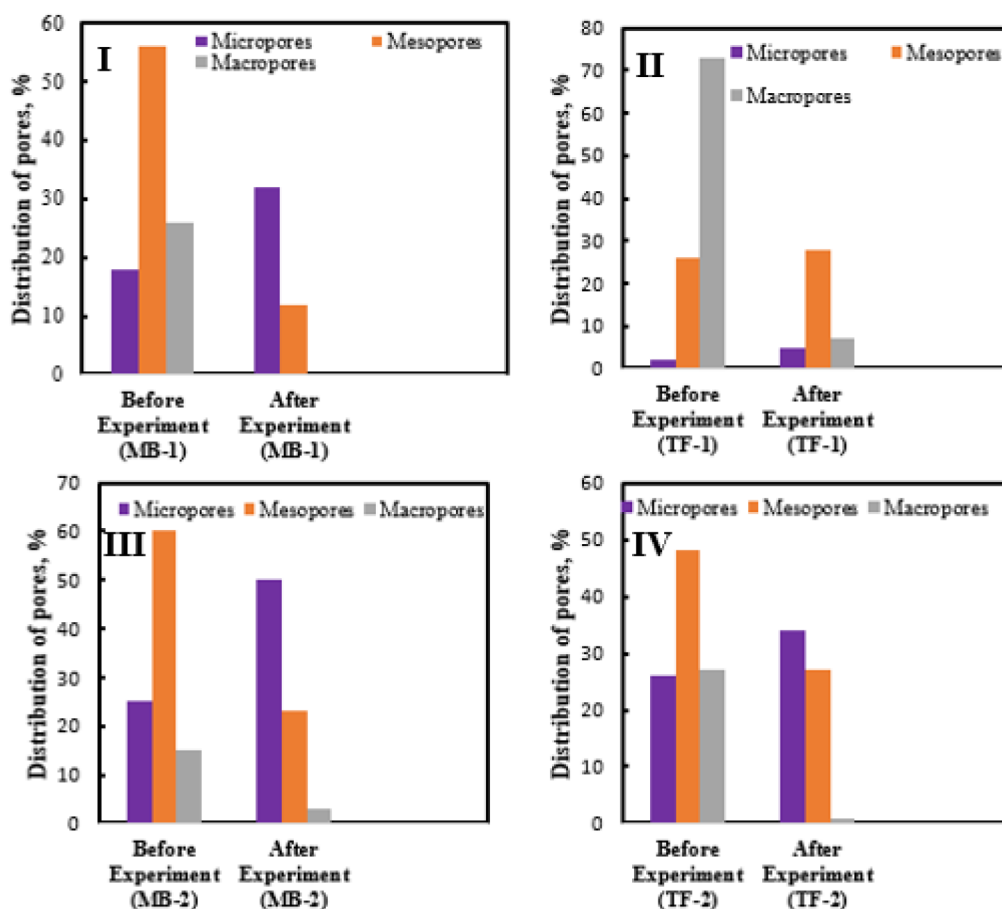 I
Micropores Mesopores
Macropores
Distribution of pores, %
60
50
40
30
20
10
0
Before Experiment (MB-1)
After Experiment (MB-1)
II
Micropores Mesopores
Macropores
Distribution of pores, %
80
70
60
50
40
30
20
10
0
Before Experiment (TF-1)
After Experiment (TF-1)
III
Micropores Mesopores Macropores
Distribution of pores, %
70
60
50
40
30
20
10
0
Before Experiment (MB-2)
After Experiment (MB-2)
IV
Micropores Mesopores Macropores
Distribution of pores, %
60
50
40
30
20
10
0
Before Experiment (TF-2)
After Experiment (TF-2)